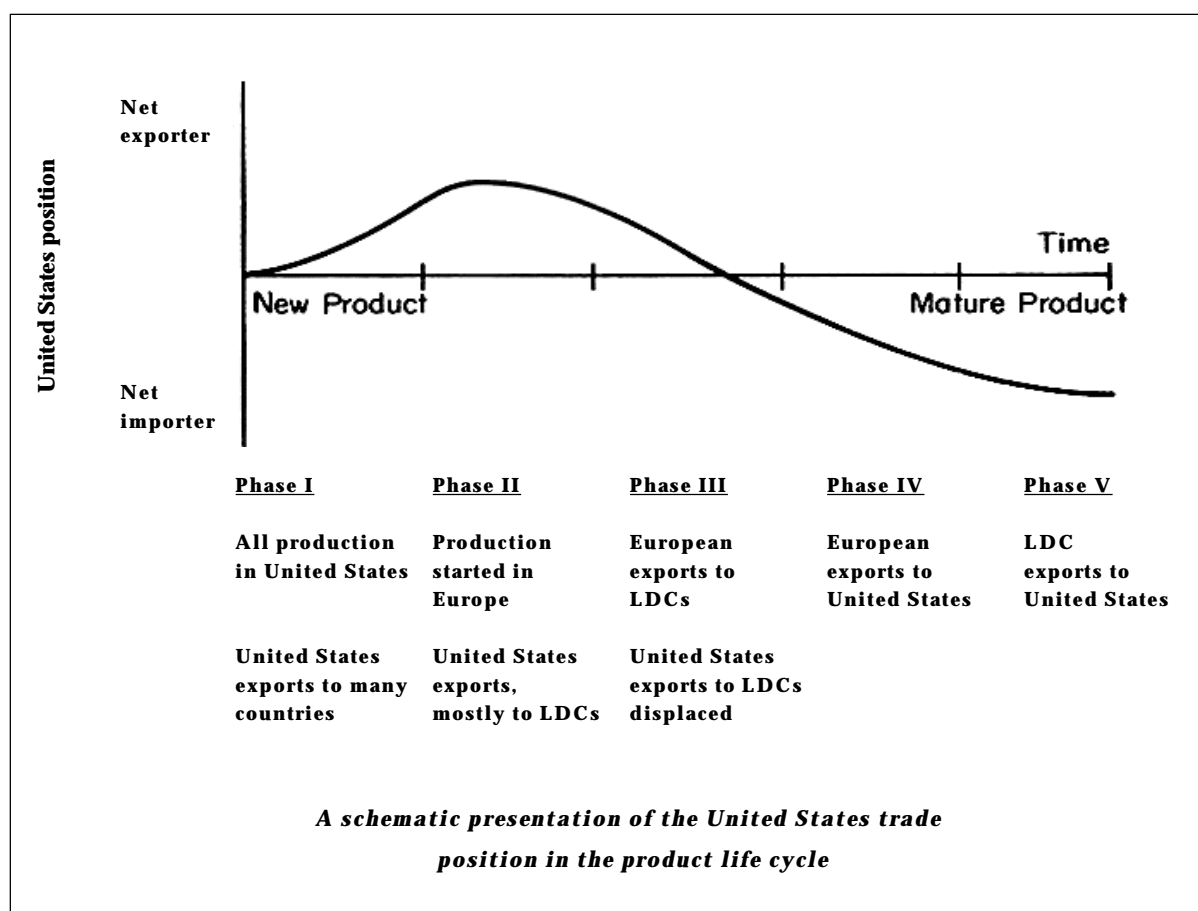 Net
exporter
United States position
Time
New Product
Mature Product
Net
importer
Phase I
All production
in United States
United States
exports to many
countries
Phase II
Production
started in
Europe
United States
exports,
mostly to LDCs
Phase III
European
exports to
LDCs
United States
exports to LDCs
displaced
Phase IV
European
exports to
United States
Phase V
LDC
exports to
United States
A schematic presentation of the United States trade
position in the product life cycle